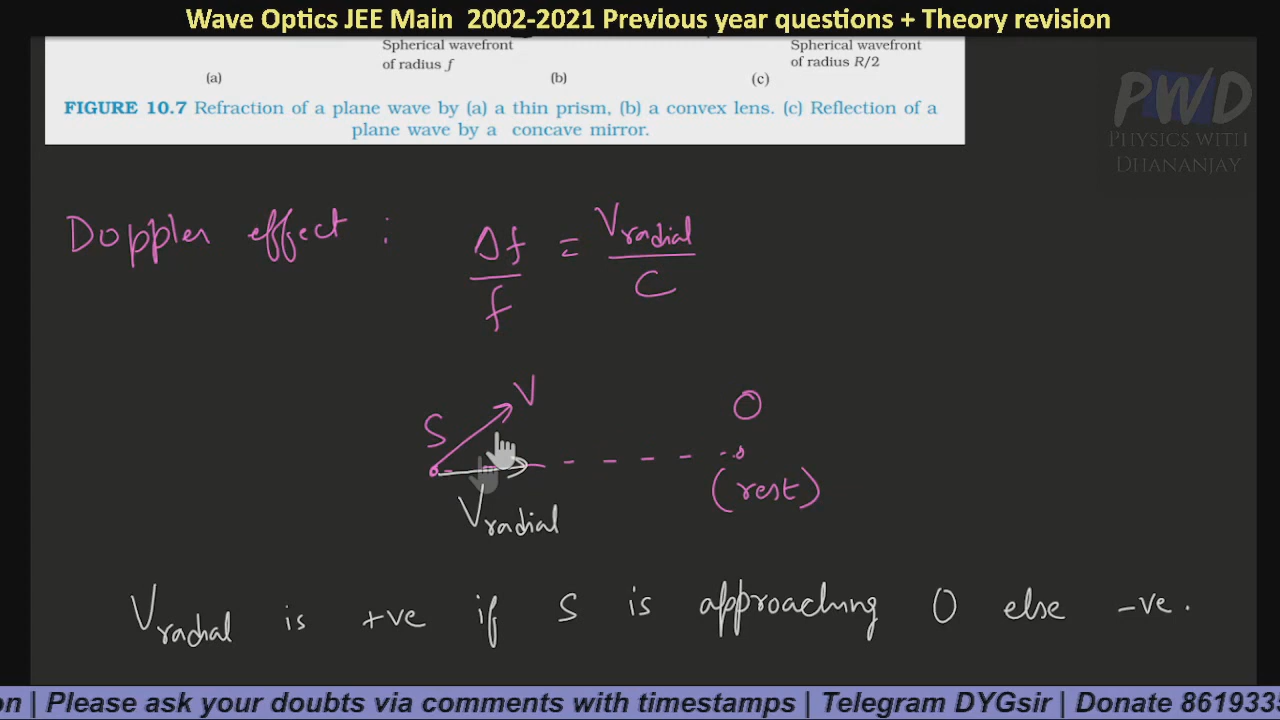 Wave Optics JEE Main 2002-2021 Previous year questions + Theory revision
Spherical wavefront of radius f
Spherical wavefront of radius R/2
(a) (b) (c)
FIGURE 10.7 Refraction of a plane wave by (a) a thin prism, (b) a convex lens. (c) Reflection of a
plane wave by a concave mirror.
PWD
PHYSICS WITH
DHANANJAY
Doppler effect : Δf/f = Vradial/C
S V O
(rest)
Vradial
Vradial is +ve if S is approaching O else -ve.
on | Please ask your doubts via comments with timestamps | Telegram DYGsir | Donate 861933